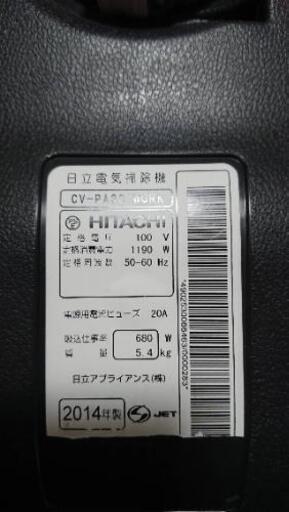 日立電気掃除機
HITACHI
定格電圧 100 V
定格消費電力 1190 W
定格周波数 50-60 Hz
電源用電流ヒューズ 20A
吸込仕事率 680 W
質量 5.4 kg
日立アプライアンス(株)
2014年製 S JET